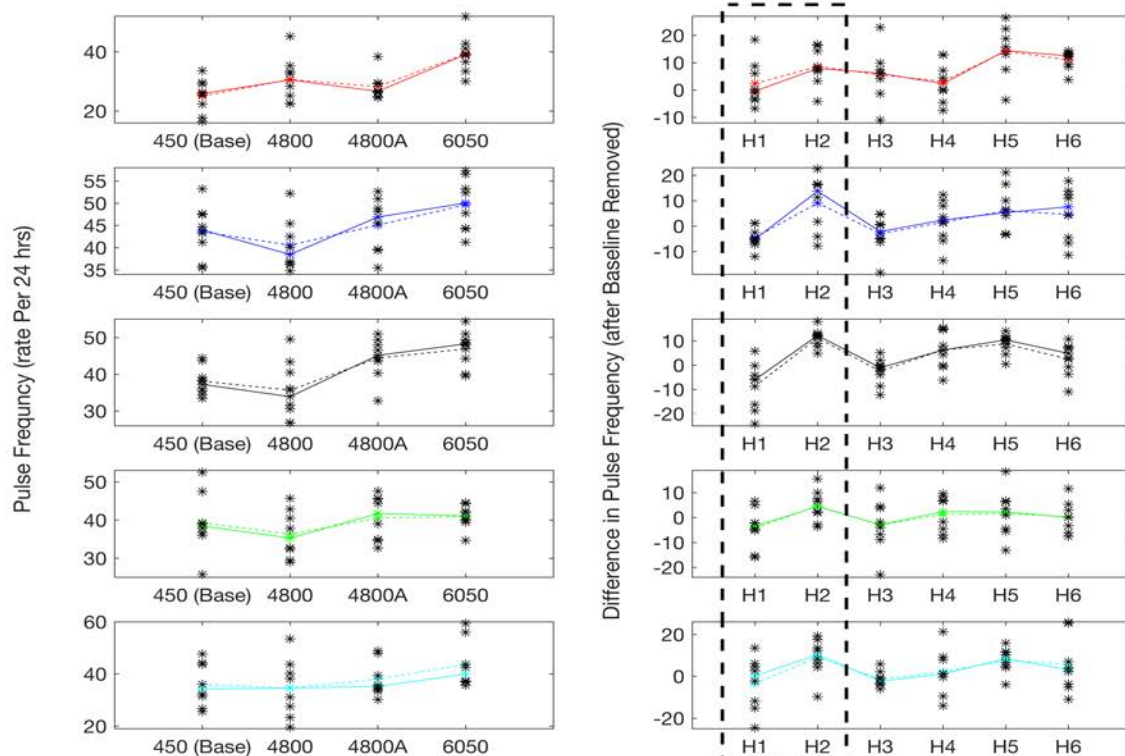 Pulse Frequncy (rate Per 24 hrs)
40
20
450 (Base) 4800 4800A 6050
55
50
45
40
35
450 (Base) 4800 4800A 6050
50
40
30
450 (Base) 4800 4800A 6050
50
40
30
450 (Base) 4800 4800A 6050
60
40
20
450 (Base) 4800 4800A 6050
Difference in Pulse Frequency (after Baseline Removed)
20
10
0
-10
H1 H2 H3 H4 H5 H6
20
10
0
-10
H1 H2 H3 H4 H5 H6
10
0
-10
-20
H1 H2 H3 H4 H5 H6
10
0
-10
-20
H1 H2 H3 H4 H5 H6
20
0
-20
H1 H2 H3 H4 H5 H6